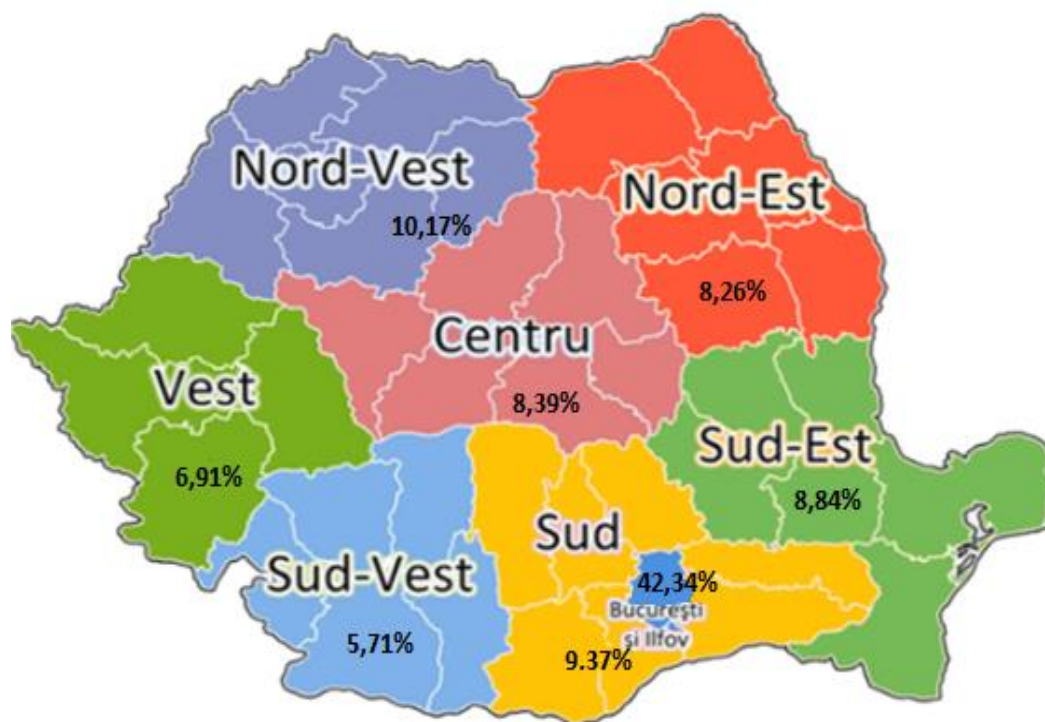 Nord-Vest
10,17%
Nord-Est
8,26%
Centru
8,39%
Vest
6,91%
Sud-Est
8,84%
Sud
9.37%
Sud-Vest
5,71%
42,34%
București
și Ilfov